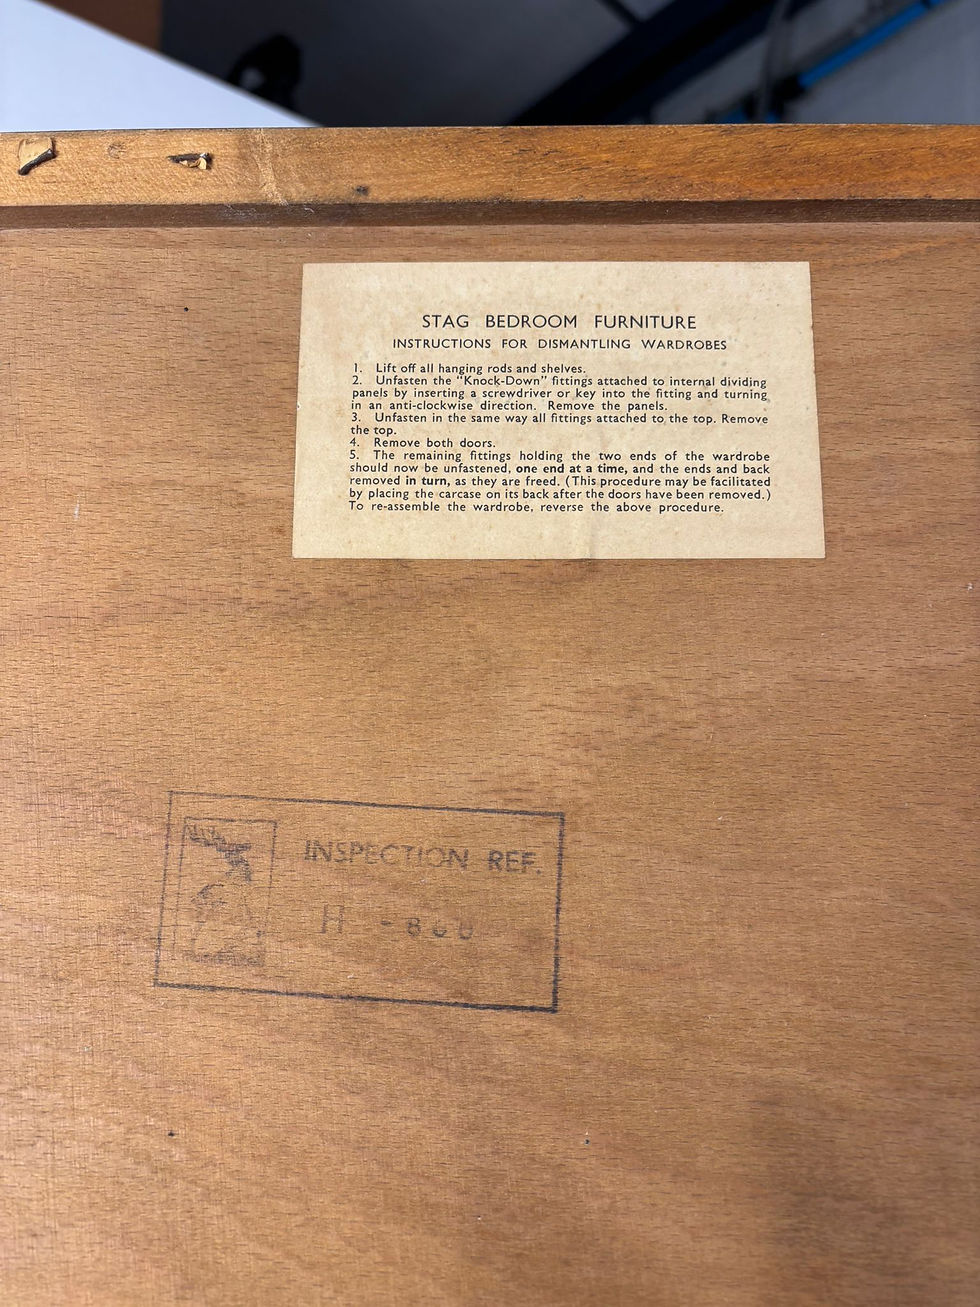 STAG BEDROOM FURNITURE
INSTRUCTIONS FOR DISMANTLING WARDROBES
1. Lift off all hanging rods and shelves.
2. Unfasten the "Knock-Down" fittings attached to internal dividing
panels by inserting a screwdriver or key into the fitting and turning
in an anti-clockwise direction. Remove the panels.
3. Unfasten in the same way all fittings attached to the top. Remove
the top.
4. Remove both doors.
5. The remaining fittings holding the two ends of the wardrobe
should now be unfastened, one end at a time, and the ends and back
removed in turn, as they are freed. (This procedure may be facilitated
by placing the carcase on its back after the doors have been removed.)
To re-assemble the wardrobe, reverse the above procedure.
INSPECTION REF.